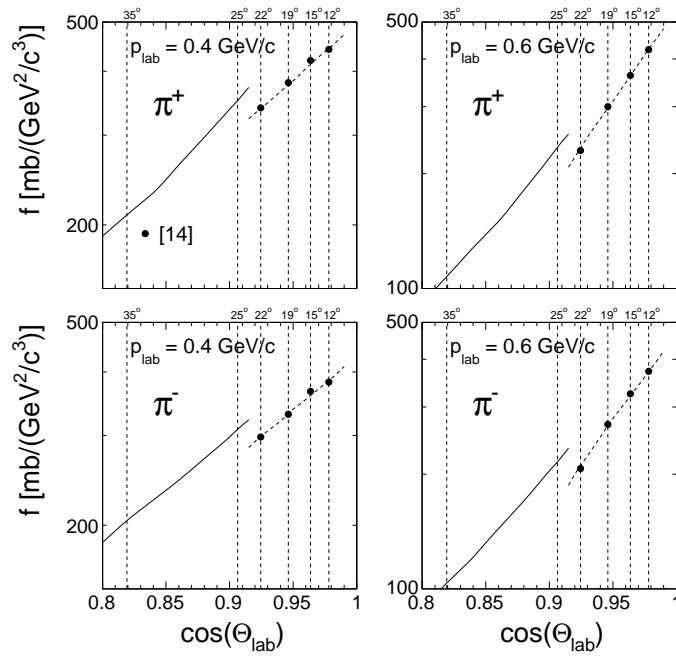 35° 25° 22° 19° 15° 12°
500
p_lab = 0.4 GeV/c
π⁺
200
[14]
f [mb/(GeV²/c³)]
35° 25° 22° 19° 15° 12°
500
p_lab = 0.6 GeV/c
π⁺
100
35° 25° 22° 19° 15° 12°
500
p_lab = 0.4 GeV/c
π⁻
200
f [mb/(GeV²/c³)]
0.8 0.85 0.9 0.95 1
cos(Θ_lab)
35° 25° 22° 19° 15° 12°
500
p_lab = 0.6 GeV/c
π⁻
100
0.8 0.85 0.9 0.95 1
cos(Θ_lab)